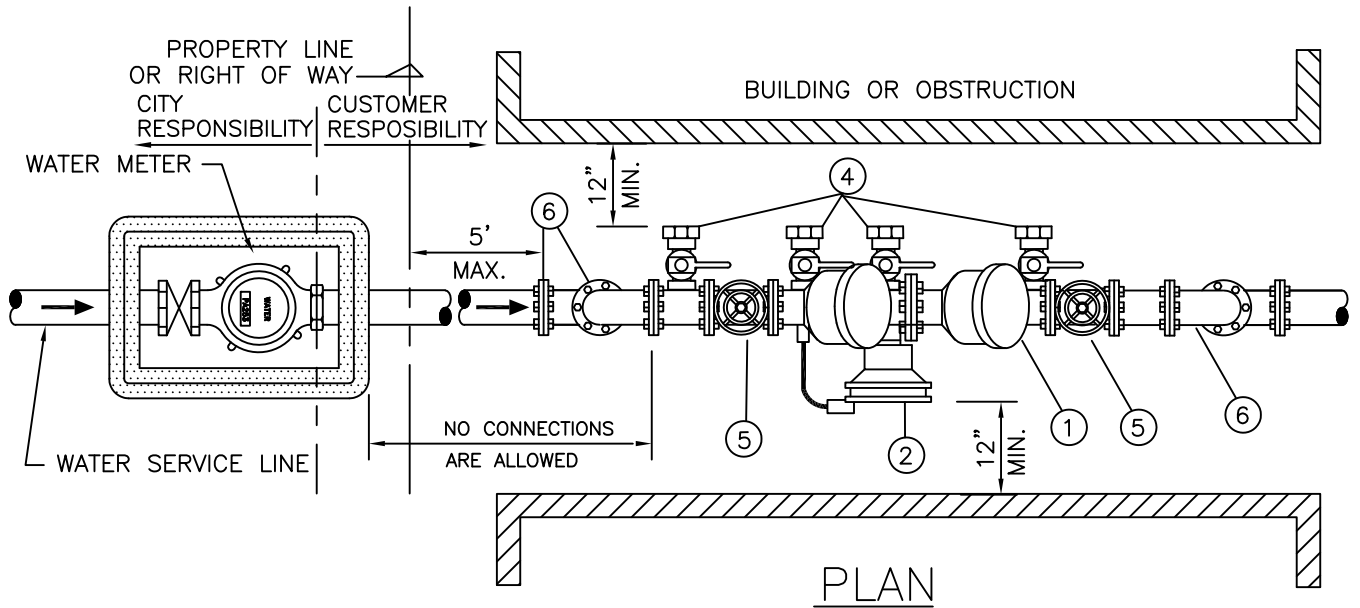 PROPERTY LINE
OR RIGHT OF WAY
CITY
RESPONSIBILITY
CUSTOMER
RESPOSIBILITY
WATER METER
BUILDING OR OBSTRUCTION
12"
MIN.
4
6
5'
MAX.
WATER
NO CONNECTIONS
ARE ALLOWED
WATER SERVICE LINE
5
2
12"
MIN.
1
5
6
PLAN